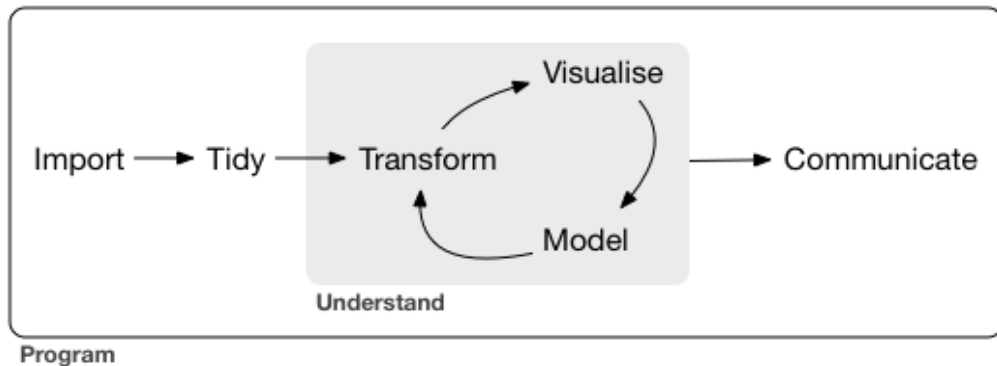 Visualise
Import
Tidy
Transform
Communicate
Model
Understand
Program